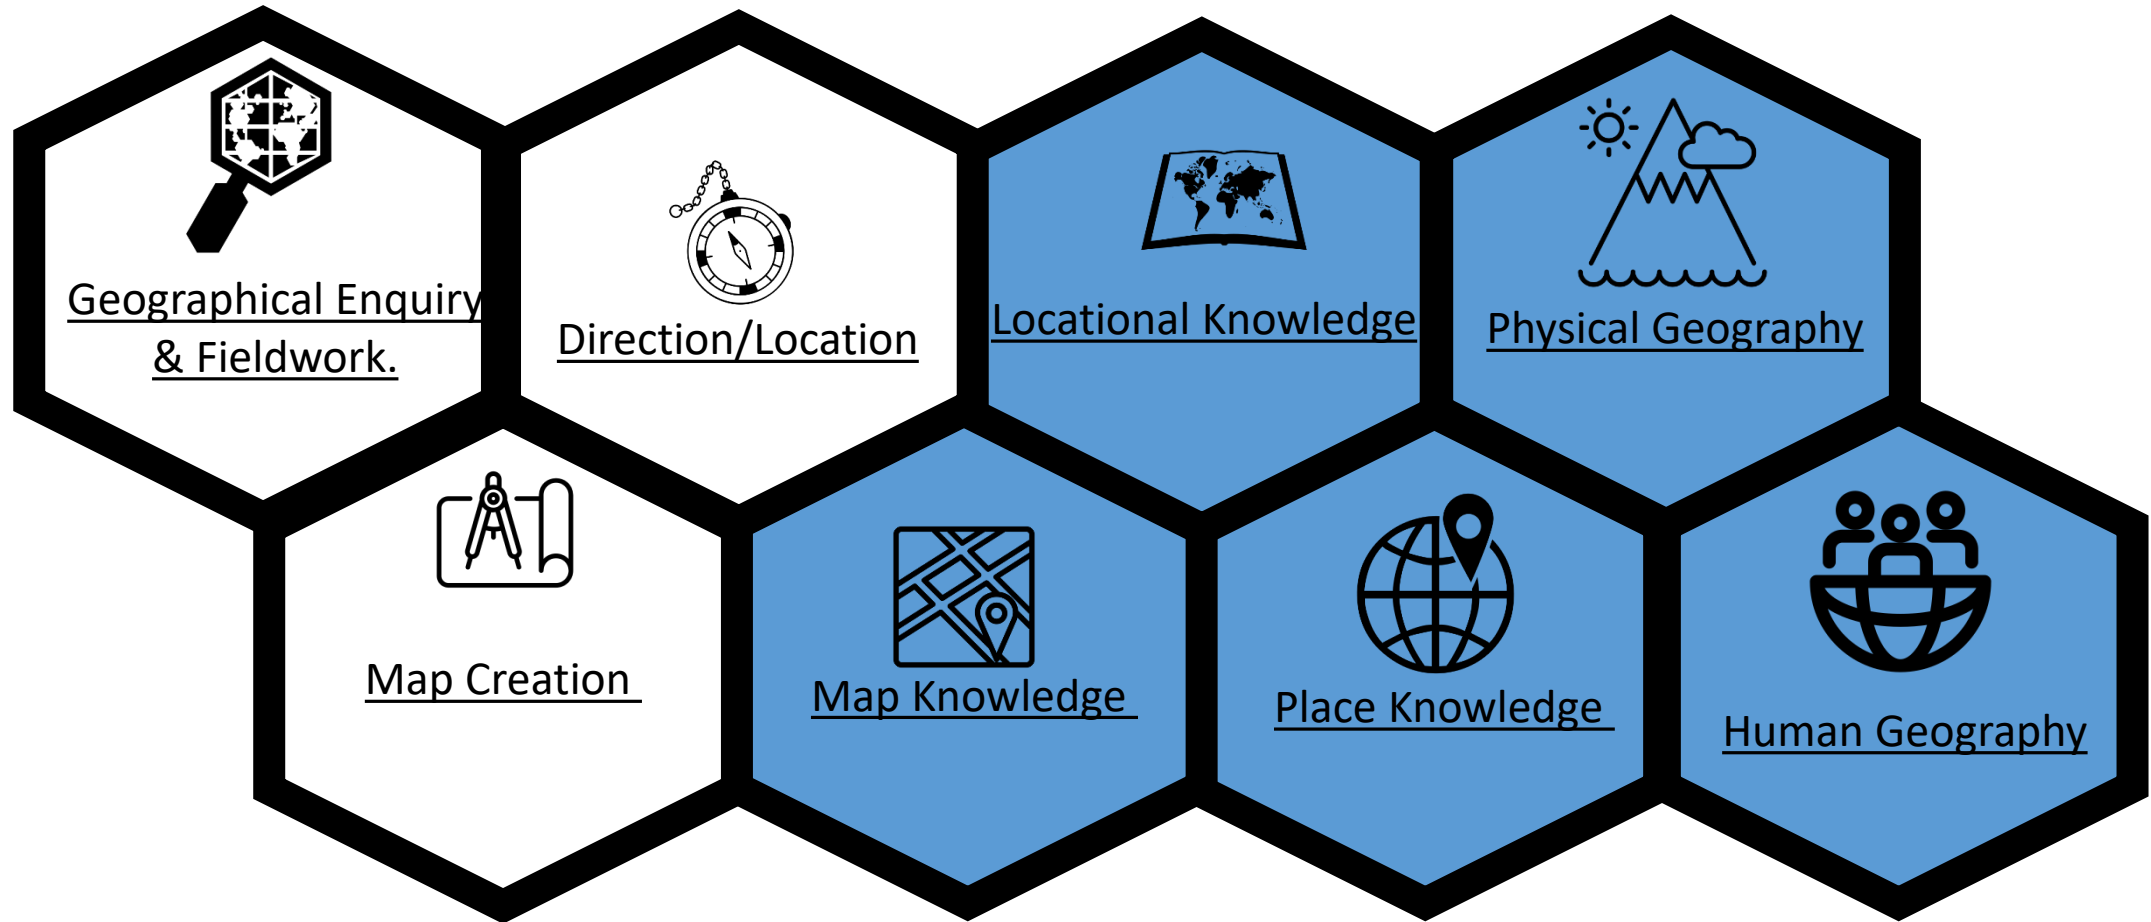 Geographical Enquiry
& Fieldwork.
Direction/Location
Locational Knowledge
Physical Geography
Map Creation
Map Knowledge
Place Knowledge
Human Geography